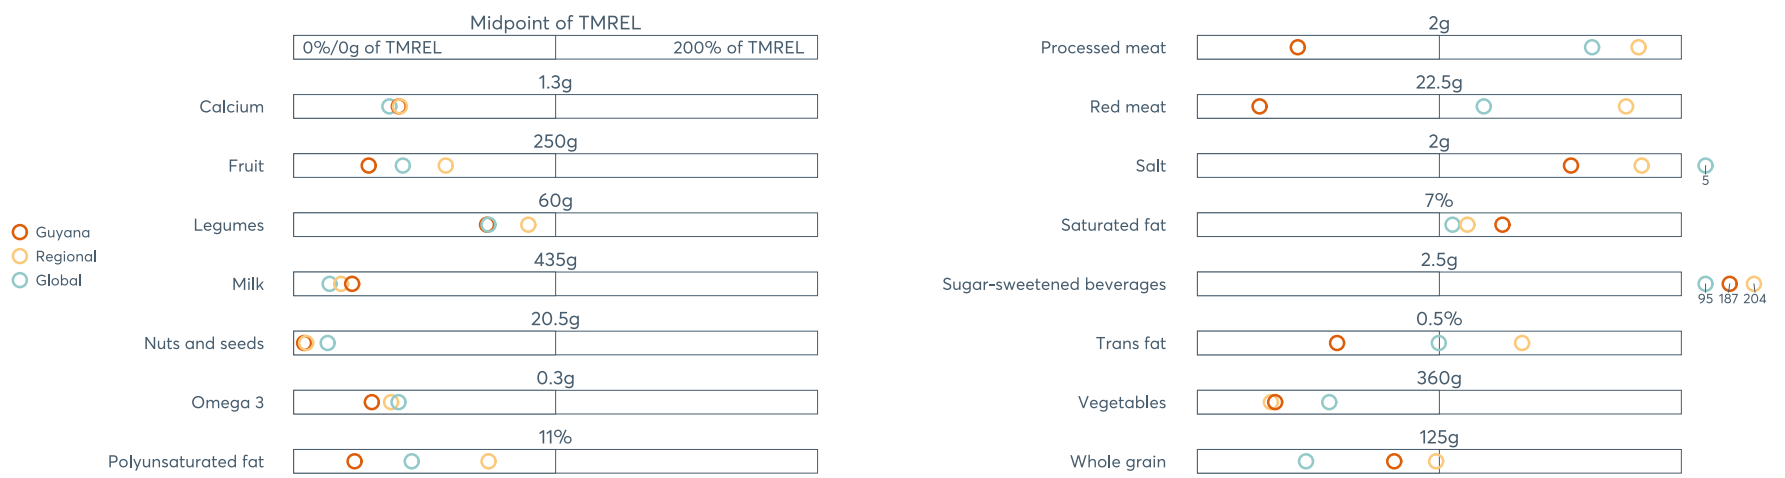 Midpoint of TMREL
0%/0g of TMREL 200% of TMREL
1.3g
Calcium
250g
Fruit
60g
Legumes
435g
Milk
20.5g
Nuts and seeds
0.3g
Omega 3
11%
Polyunsaturated fat
Guyana
Regional
Global
2g
Processed meat
22.5g
Red meat
2g
Salt
5
7%
Saturated fat
2.5g
Sugar-sweetened beverages
95 187 204
0.5%
Trans fat
360g
Vegetables
125g
Whole grain